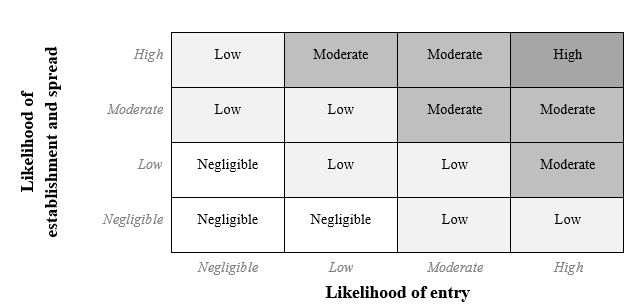 Likelihood of
establishment and spread
High Low Moderate Moderate High
Moderate Low Low Moderate Moderate
Low Negligible Low Low Moderate
Negligible Negligible Negligible Low Low
Negligible Low Moderate High
Likelihood of entry